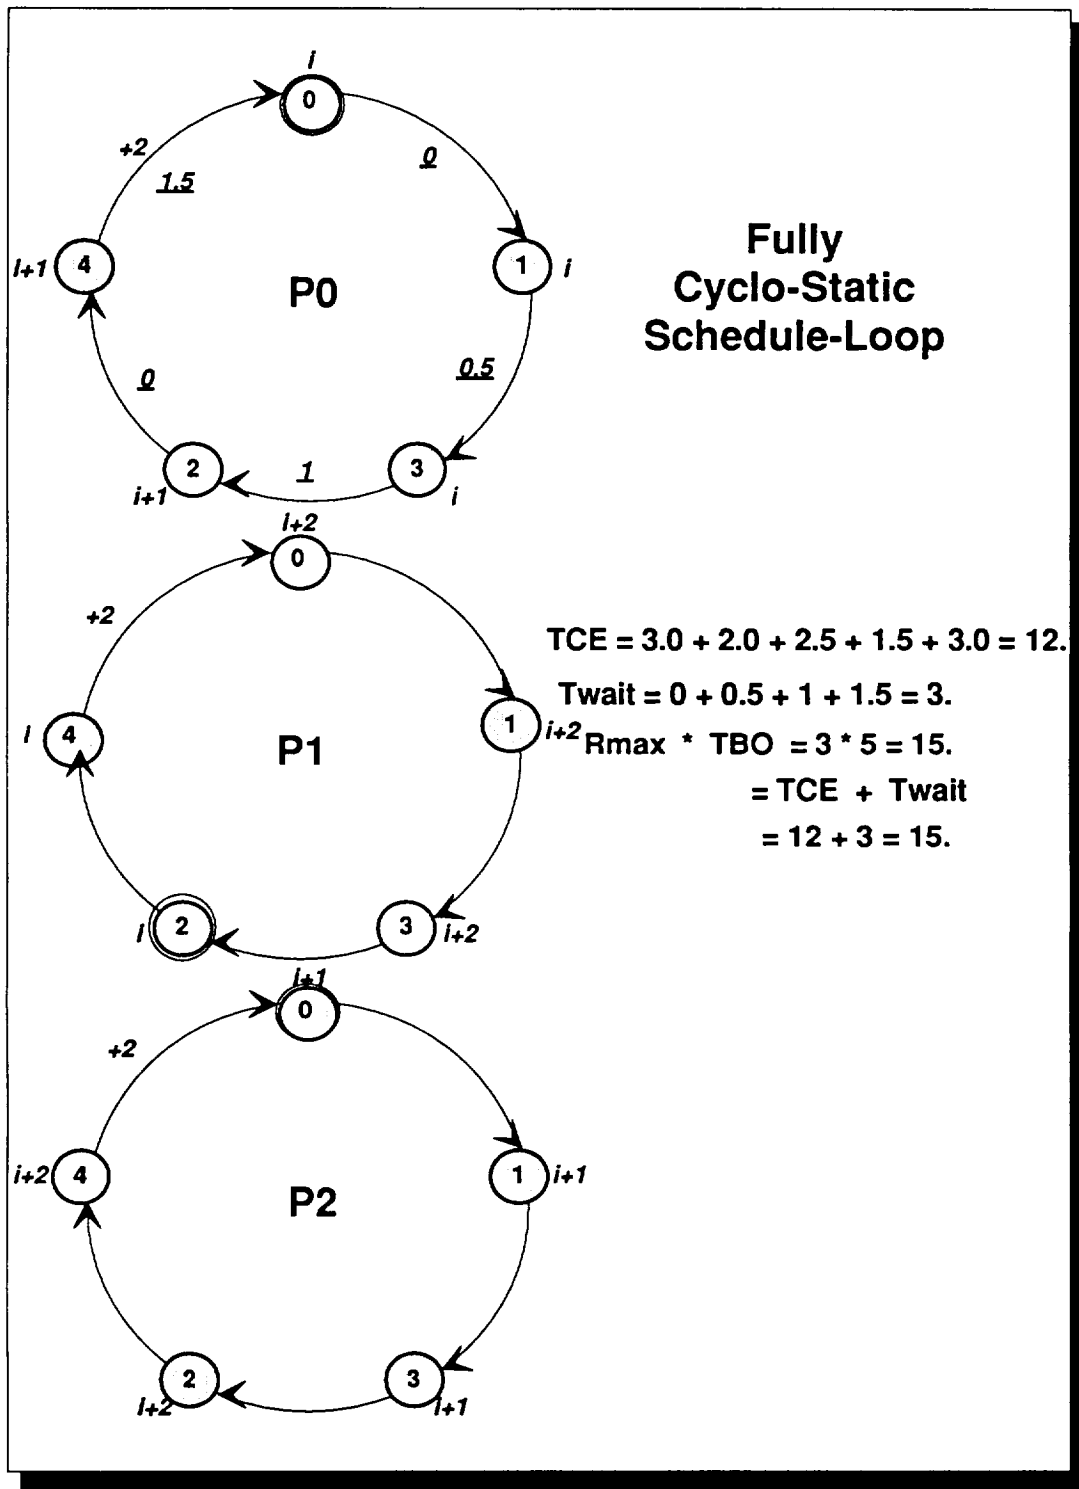 i
0
+2
1.5
0
i+1
4
P0
1
i
0
0.5
2
1
3
i+1
i
Fully
Cyclo-Static
Schedule-Loop
i+2
0
+2
i
4
P1
1
i+2
2
3
i
i+2
TCE = 3.0 + 2.0 + 2.5 + 1.5 + 3.0 = 12.
Twait = 0 + 0.5 + 1 + 1.5 = 3.
Rmax * TBO = 3 * 5 = 15.
= TCE + Twait
= 12 + 3 = 15.
i+1
0
+2
i+2
4
P2
1
i+1
2
3
i+2
i+1